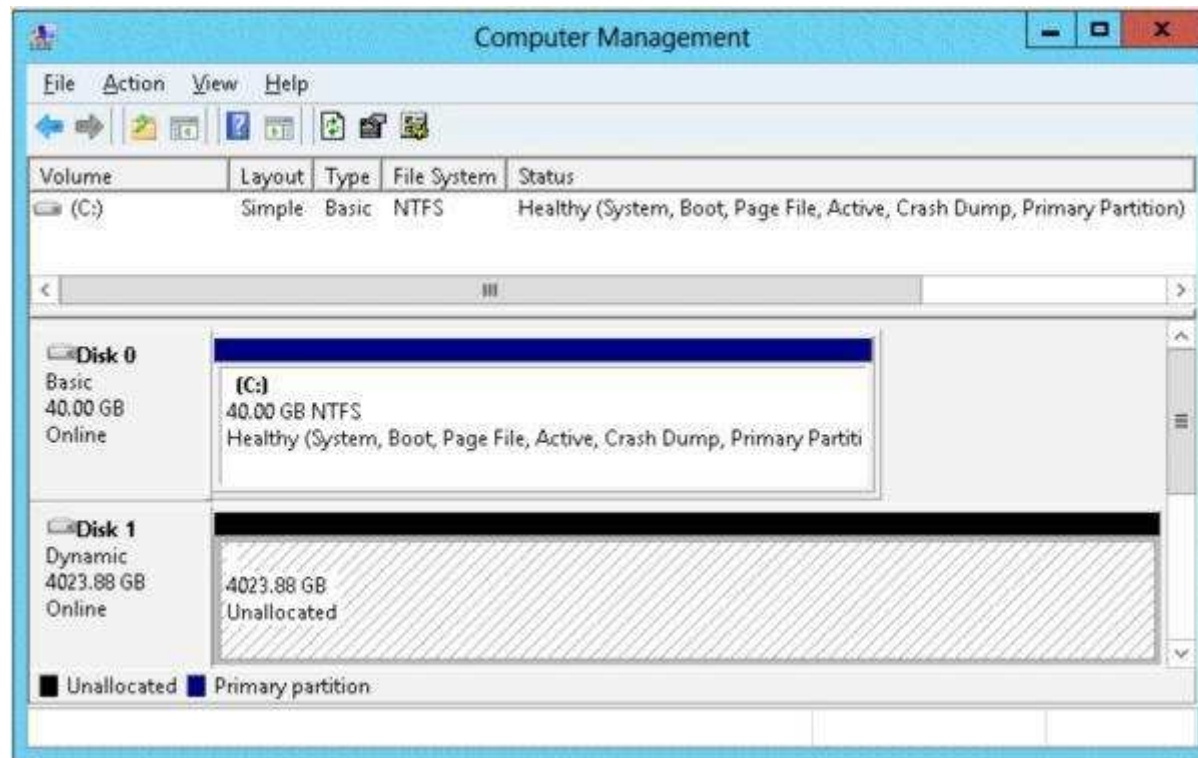 Computer Management
File Action View Help
Volume Layout Type File System Status
(C:) Simple Basic NTFS Healthy (System, Boot, Page File, Active, Crash Dump, Primary Partition)
Disk 0
Basic
40.00 GB
Online
(C:)
40.00 GB NTFS
Healthy (System, Boot, Page File, Active, Crash Dump, Primary Partiti
Disk 1
Dynamic
4023.88 GB
Online
4023.88 GB
Unallocated
Unallocated Primary partition